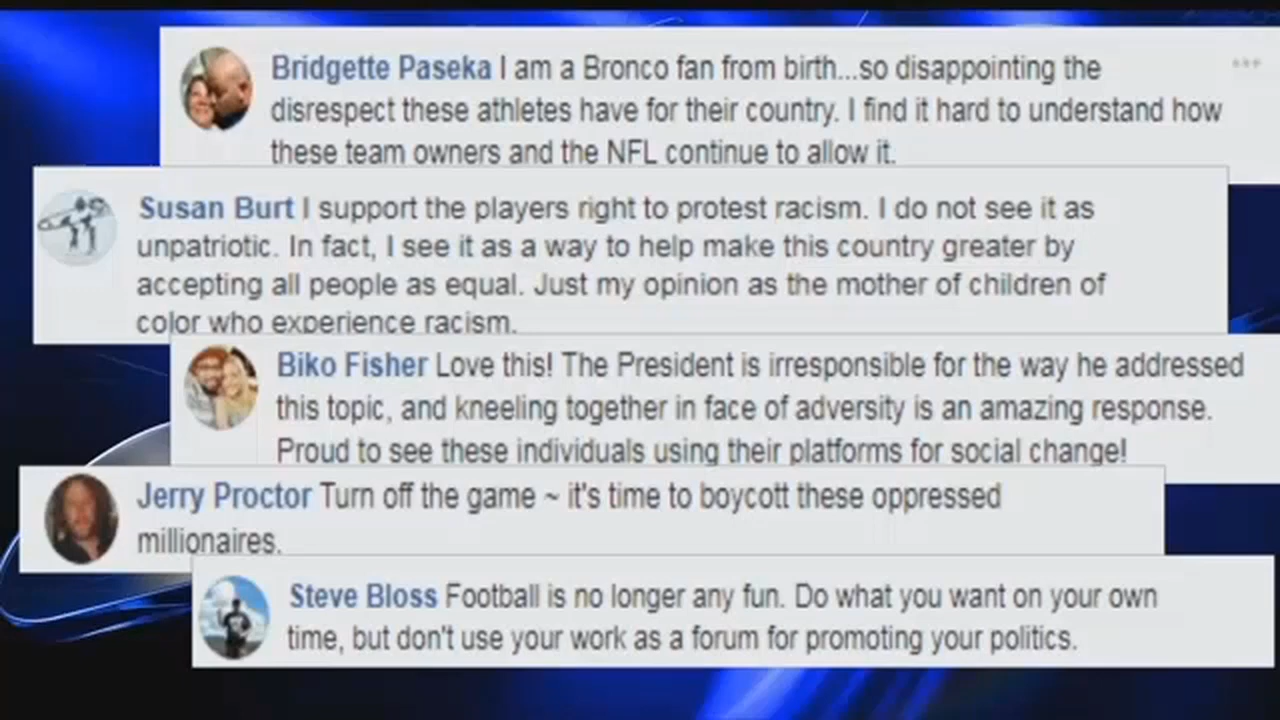 Bridgette Paseka I am a Bronco fan from birth...so disappointing the
disrespect these athletes have for their country. I find it hard to understand how
these team owners and the NFL continue to allow it.
Susan Burt I support the players right to protest racism. I do not see it as
unpatriotic. In fact, I see it as a way to help make this country greater by
accepting all people as equal. Just my opinion as the mother of children of
color who experience racism.
Biko Fisher Love this! The President is irresponsible for the way he addressed
this topic, and kneeling together in face of adversity is an amazing response.
Proud to see these individuals using their platforms for social change!
Jerry Proctor Turn off the game ~ it's time to boycott these oppressed
millionaires.
Steve Bloss Football is no longer any fun. Do what you want on your own
time, but don't use your work as a forum for promoting your politics.